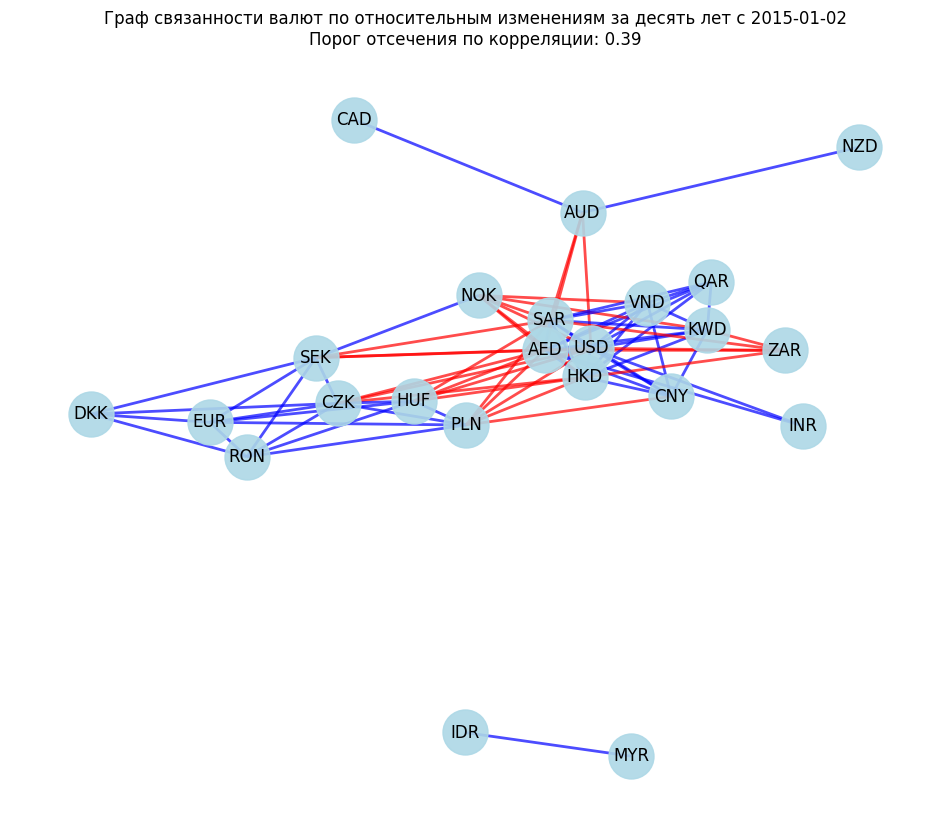 Граф связанности валют по относительным изменениям за десять лет с 2015-01-02
Порог отсечения по корреляции: 0.39
CAD
NZD
AUD
QAR
NOK
VND
SAR
KWD
AED
USD
ZAR
SEK
HKD
CNY
CZK
HUF
DKK
EUR
PLN
INR
RON
IDR
MYR